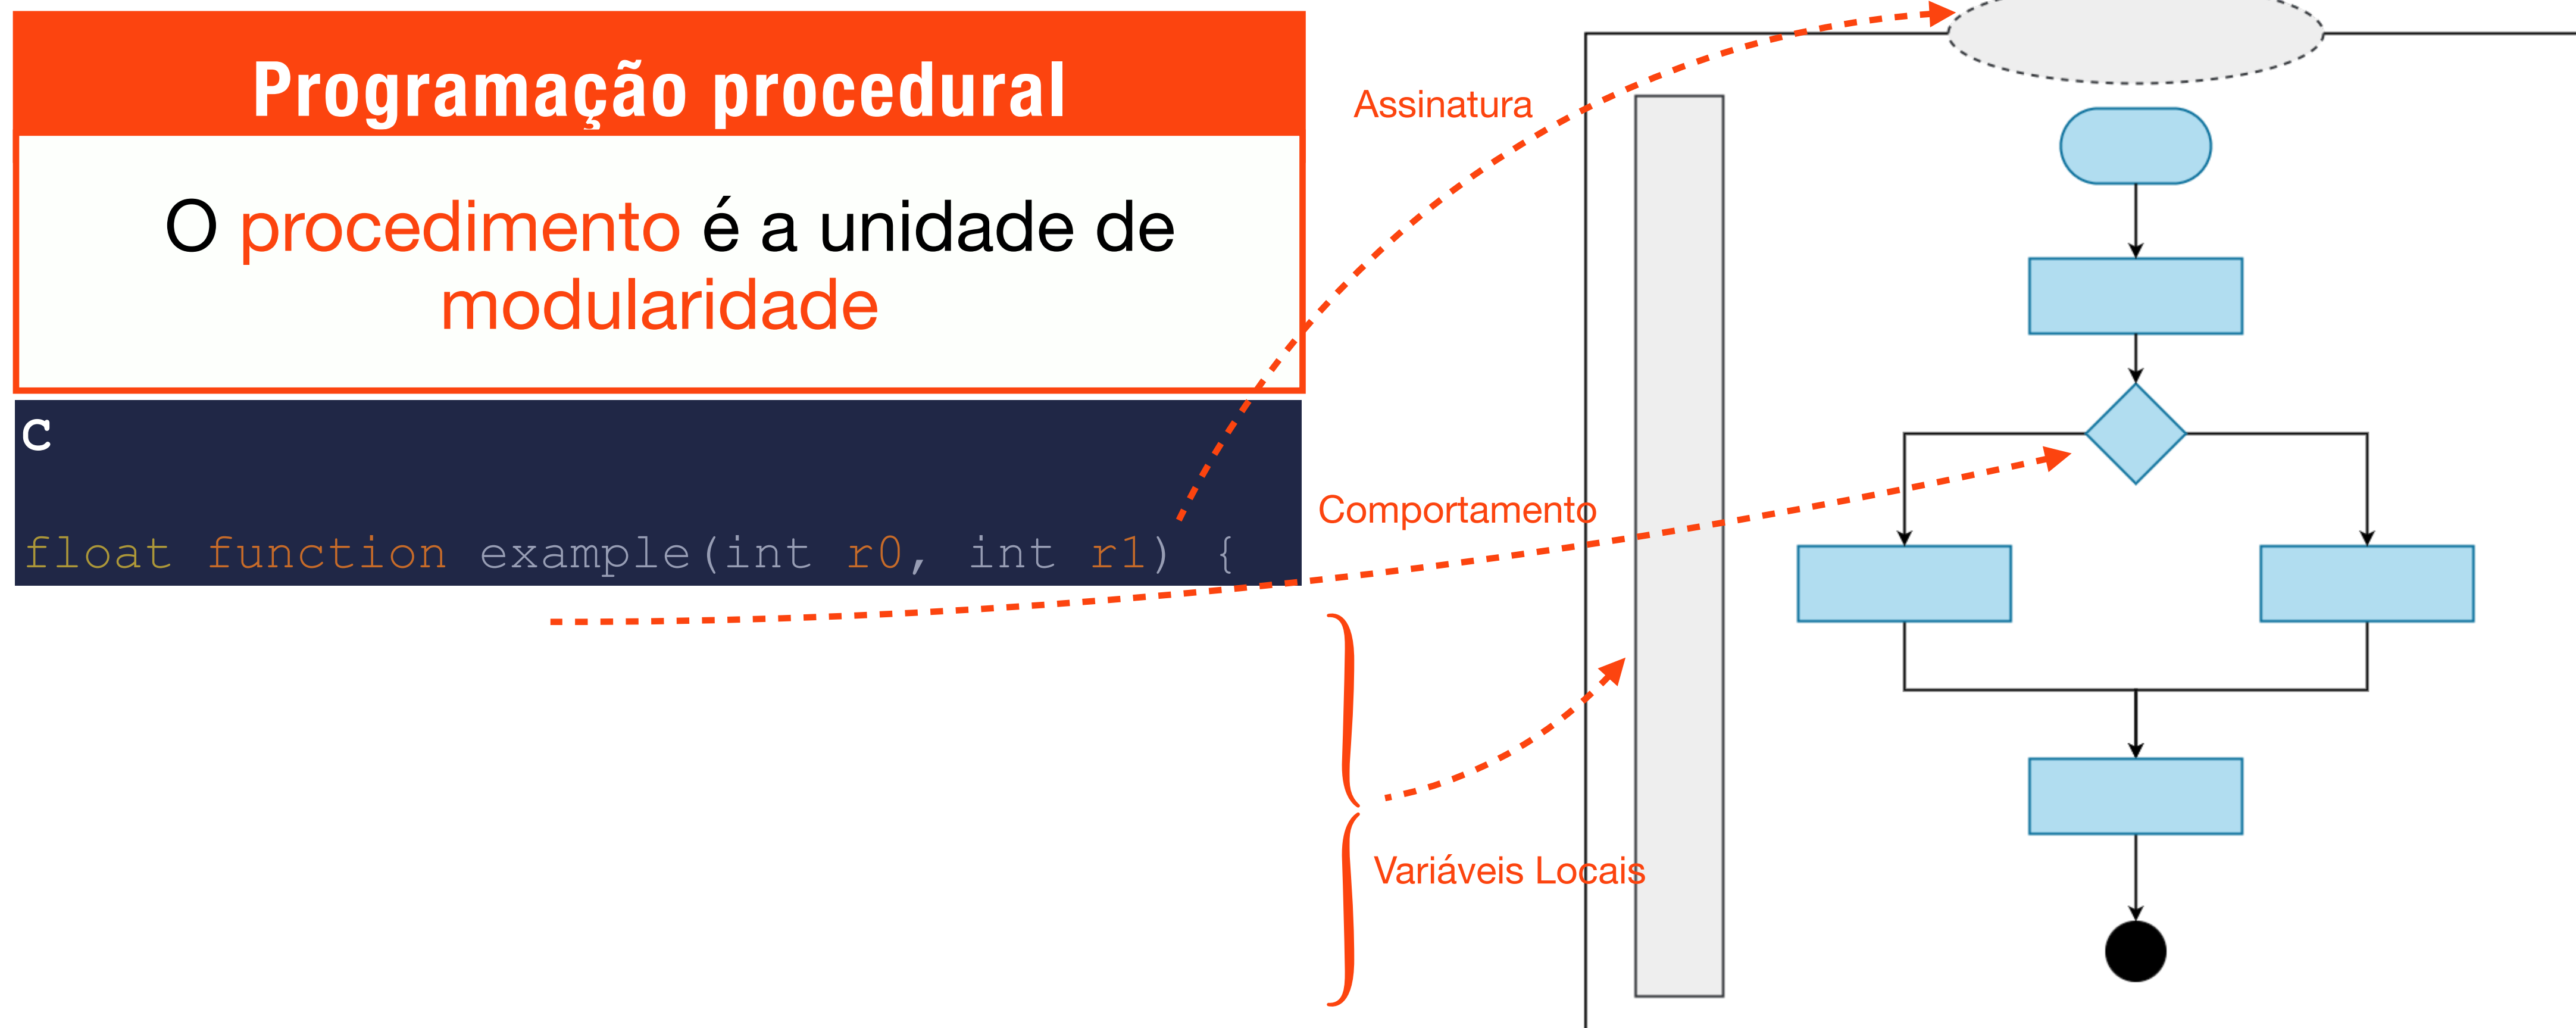 Programação procedural
O procedimento é a unidade de
modularidade
C
float function example(int r0, int r1) {
Assinatura
Comportamento
Variáveis Locais